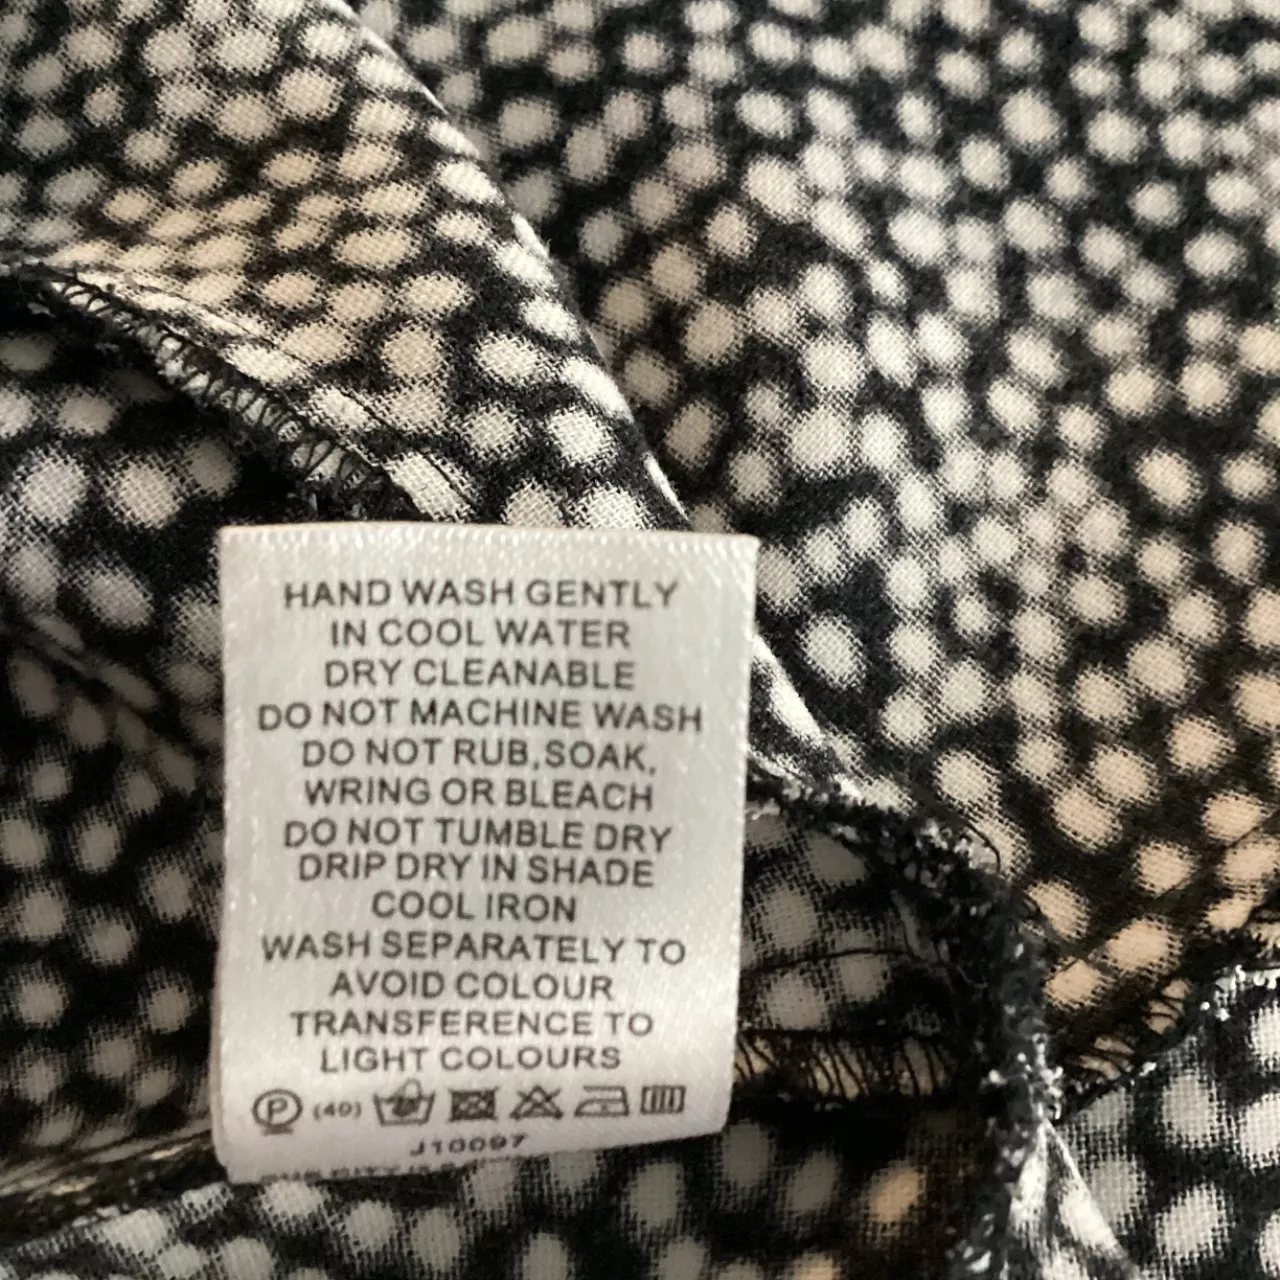 HAND WASH GENTLY
IN COOL WATER
DRY CLEANABLE
DO NOT MACHINE WASH
DO NOT RUB,SOAK,
WRING OR BLEACH
DO NOT TUMBLE DRY
DRIP DRY IN SHADE
COOL IRON
WASH SEPARATELY TO
AVOID COLOUR
TRANSFERENCE TO
LIGHT COLOURS
P (40)
J10097